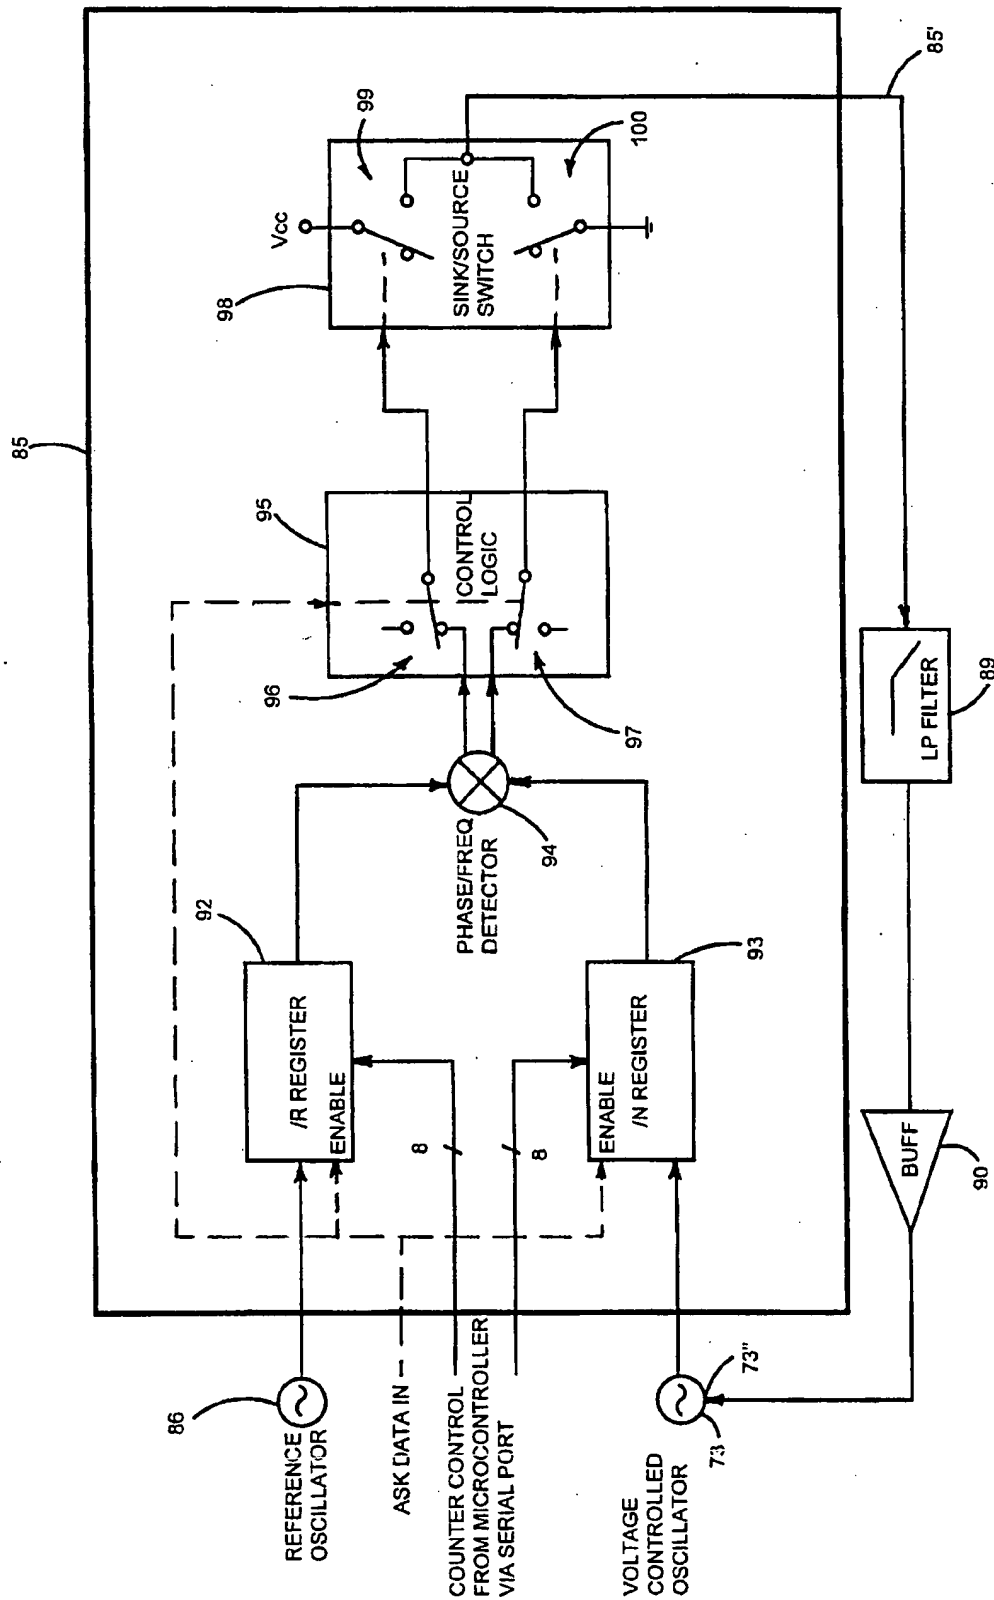 85
99
Vcc
98
SINK/SOURCE
SWITCH
100
85'
95
CONTROL
LOGIC
96
97
PHASE/FREQ
DETECTOR
94
92
/R REGISTER
ENABLE
93
ENABLE
/N REGISTER
8
8
86
REFERENCE
OSCILLATOR
ASK DATA IN
COUNTER CONTROL
FROM MICROCONTROLLER
VIA SERIAL PORT
VOLTAGE
CONTROLLED
OSCILLATOR
73
73"
LP FILTER
89
BUFF
90